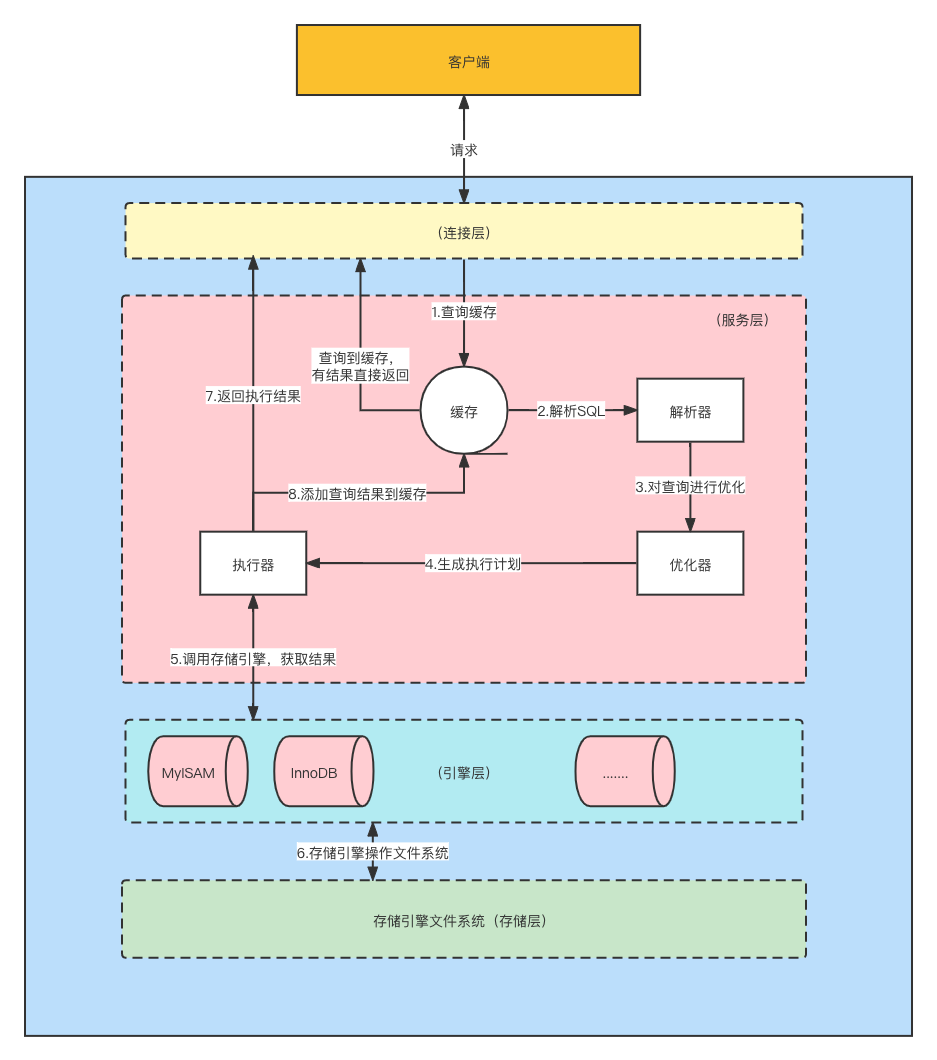 客户端
请求
（连接层）
1.查询缓存
（服务层）
查询到缓存，
有结果直接返回
7.返回执行结果
缓存
2.解析SQL
解析器
3.对查询进行优化
8.添加查询结果到缓存
执行器
4.生成执行计划
优化器
5.调用存储引擎，获取结果
MyISAM
InnoDB
（引擎层）
.......
6.存储引擎操作文件系统
存储引擎文件系统（存储层）